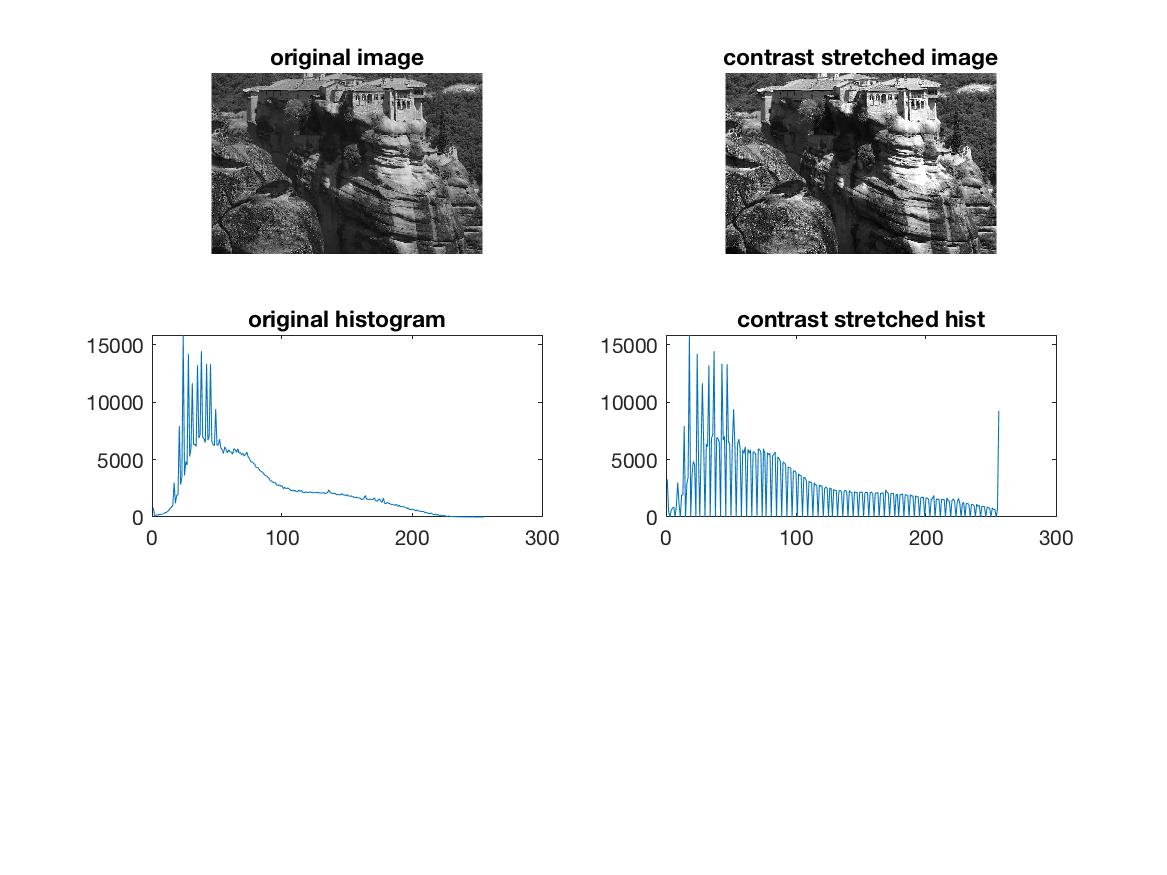 original image
contrast stretched image
original histogram
15000
10000
5000
0
0 100 200 300
contrast stretched hist
15000
10000
5000
0
0 100 200 300